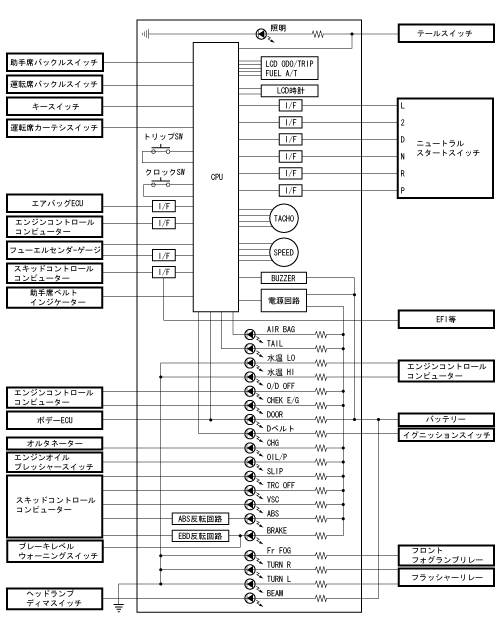 照明
テールスイッチ
助手席バックルスイッチ
運転席バックルスイッチ
キースイッチ
運転席カーテシスイッチ
LCD ODO/TRIP
FUEL A/T
LCD時計
I/F
I/F
I/F
I/F
I/F
I/F
L
2
D
N
R
P
ニュートラル
スタートスイッチ
トリップSW
クロックSW
CPU
エアバッグECU
エンジンコントロール
コンピューター
フューエルセンダーゲージ
スキッドコントロール
コンピューター
助手席ベルト
インジケーター
I/F
I/F
I/F
I/F
TACHO
SPEED
BUZZER
電源回路
EFI等
AIR BAG
TAIL
水温 LO
水温 HI
O/D OFF
CHEK E/G
DOOR
Dベルト
CHG
OIL/P
SLIP
TRC OFF
VSC
ABS
BRAKE
Fr FOG
TURN R
TURN L
BEAM
エンジンコントロール
コンピューター
バッテリー
イグニッションスイッチ
エンジンコントロール
コンピューター
ボデーECU
オルタネーター
エンジンオイル
プレッシャースイッチ
スキッドコントロール
コンピューター
ABS反転回路
EBD反転回路
ブレーキレベル
ウォーニングスイッチ
フロント
フォグランプリレー
フラッシャーリレー
ヘッドランプ
ディマスイッチ